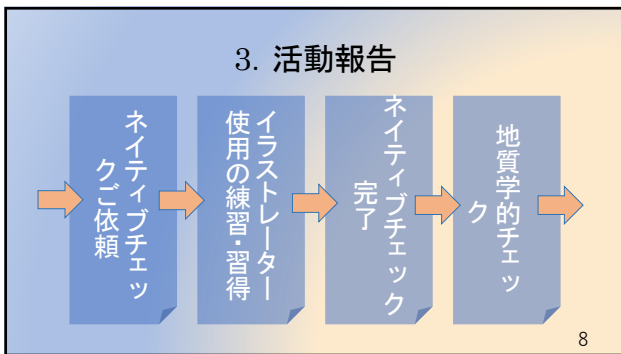 3. 活動報告
ネイティブチェッ
クご依頼
イラストレーター
使用の練習・習得
ネイティブチェック
完了
地質学的チェッ
ク
8